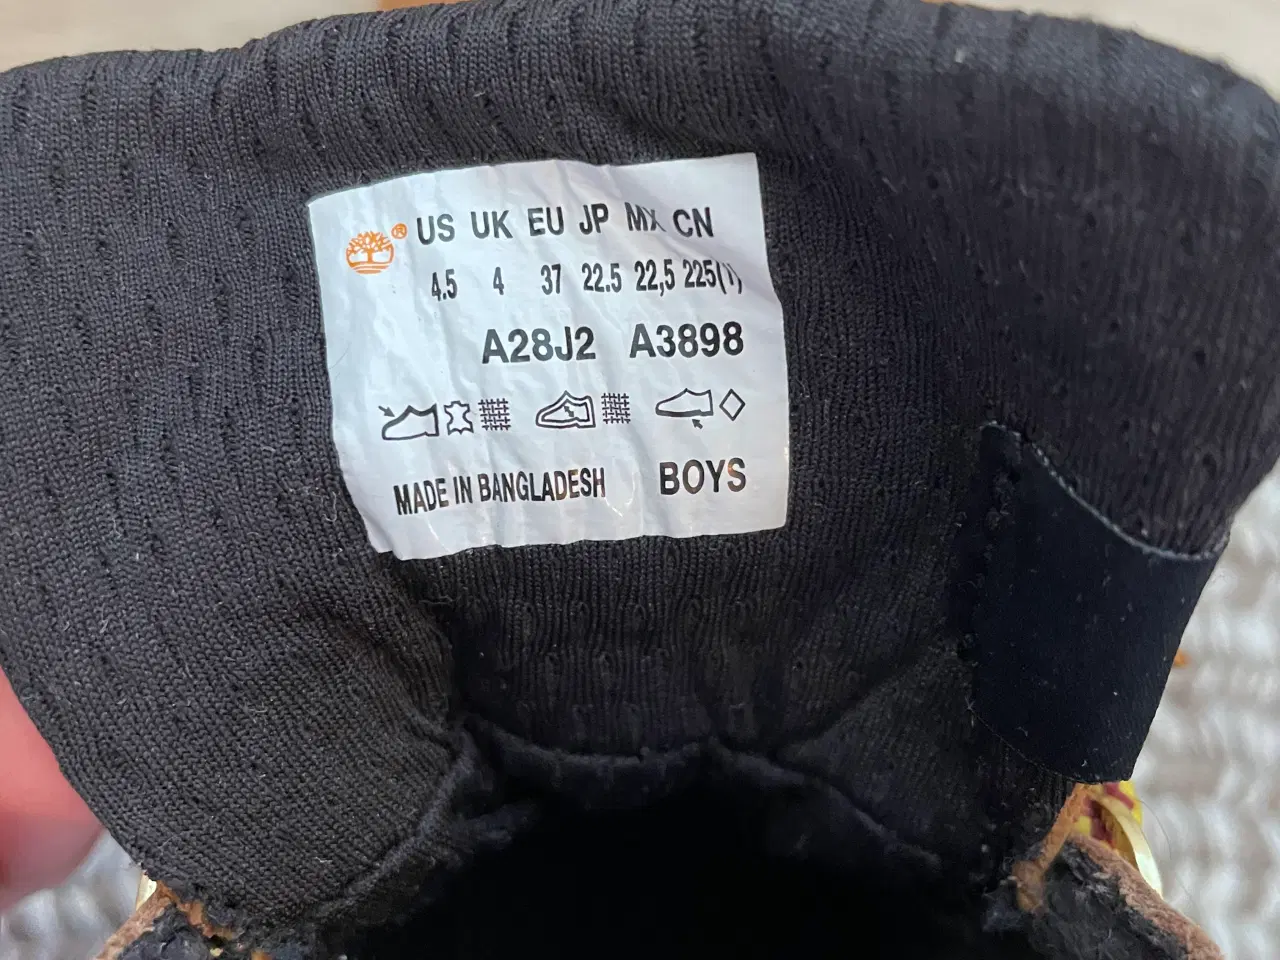 ® US UK EU JP MX CN
4.5 4 37 22.5 22,5 225(1)
A28J2 A3898
MADE IN BANGLADESH BOYS